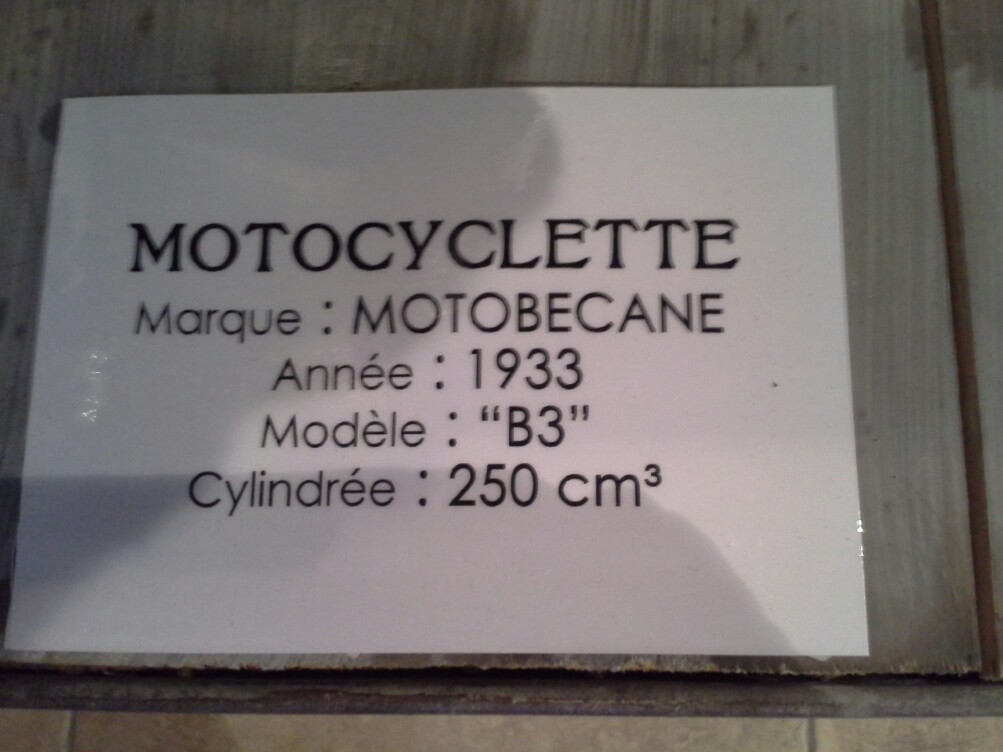 MOTOCYCLETTE
Marque : MOTOBECANE
Année : 1933
Modèle : “B3”
Cylindrée : 250 cm³